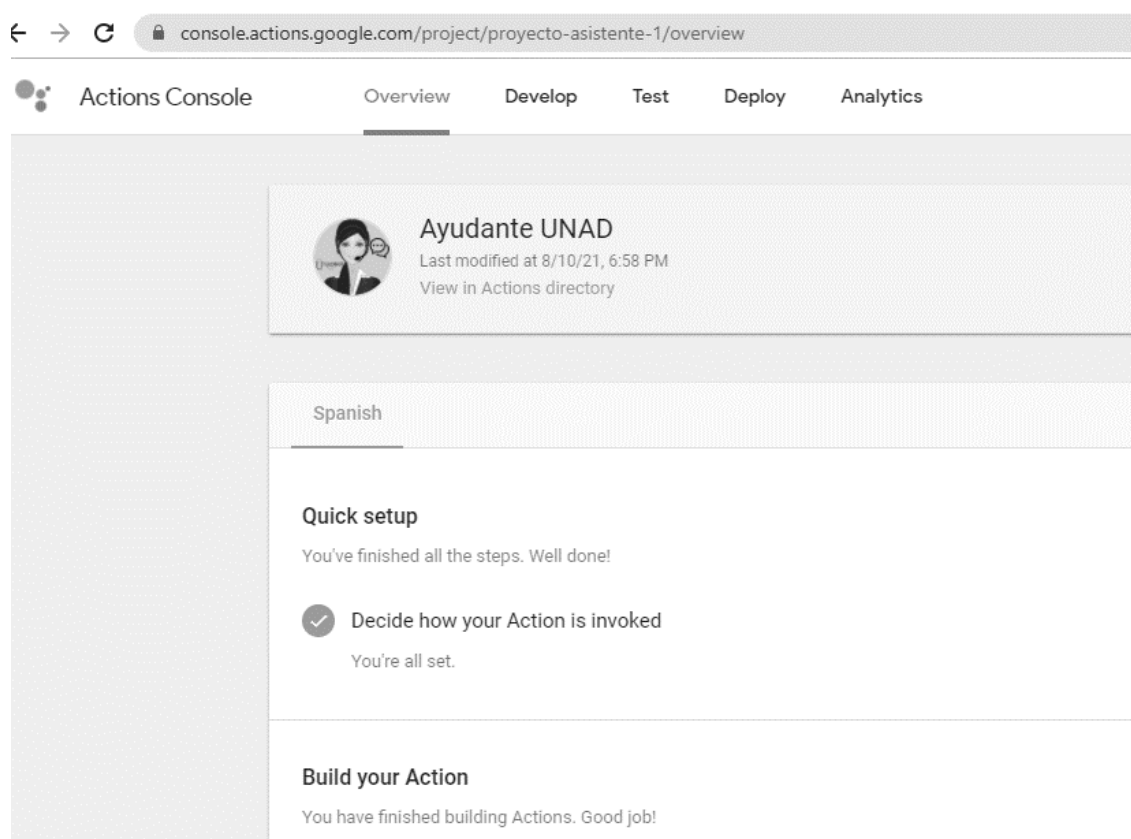 console.actions.google.com/project/proyecto-asistente-1/overview
Actions Console Overview Develop Test Deploy Analytics
Ayudante UNAD
Last modified at 8/10/21, 6:58 PM
View in Actions directory
Spanish
Quick setup
You've finished all the steps. Well done!
Decide how your Action is invoked
You're all set.
Build your Action
You have finished building Actions. Good job!